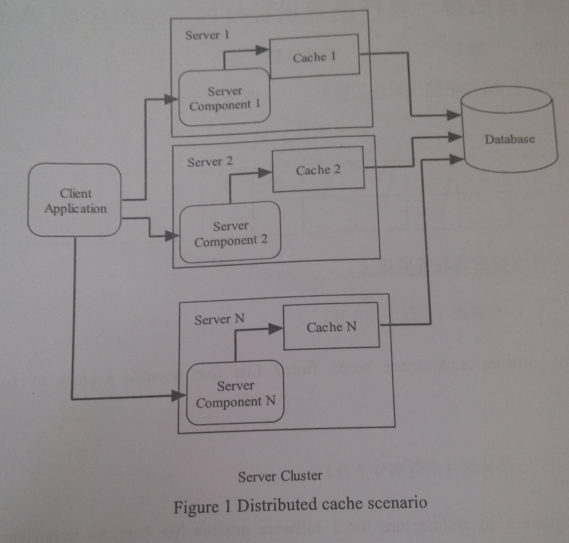 Server 1
Cache 1
Server
Component 1
Database
Server 2
Cache 2
Client
Application
Server
Component 2
Server N
Cache N
Server
Component N
Server Cluster
Figure 1 Distributed cache scenario